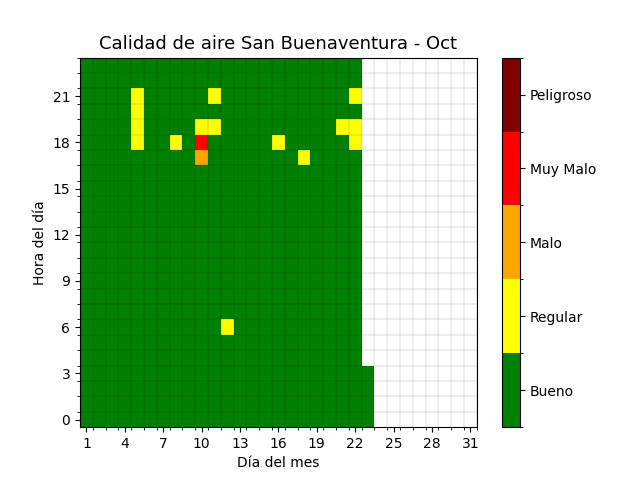 Calidad de aire San Buenaventura - Oct
21
18
15
12
9
6
3
0
Hora del día
1 4 7 10 13 16 19 22 25 28 31
Día del mes
Peligroso
Muy Malo
Malo
Regular
Bueno